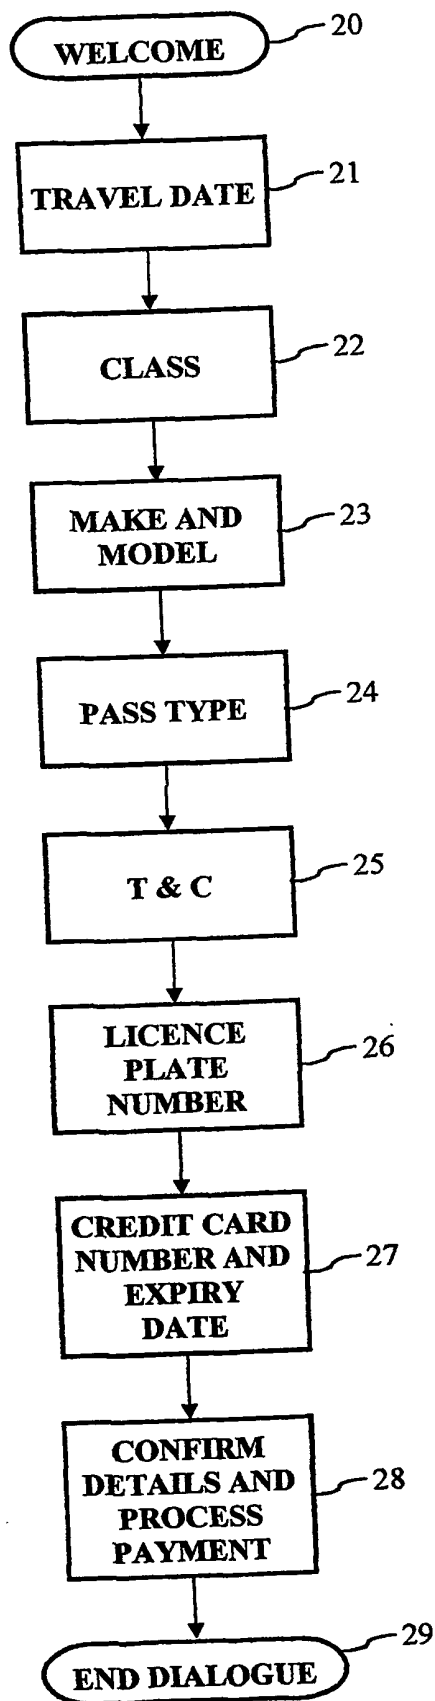 WELCOME
20
TRAVEL DATE
21
CLASS
22
MAKE AND
MODEL
23
PASS TYPE
24
T & C
25
LICENCE
PLATE
NUMBER
26
CREDIT CARD
NUMBER AND
EXPIRY
DATE
27
CONFIRM
DETAILS AND
PROCESS
PAYMENT
28
END DIALOGUE
29